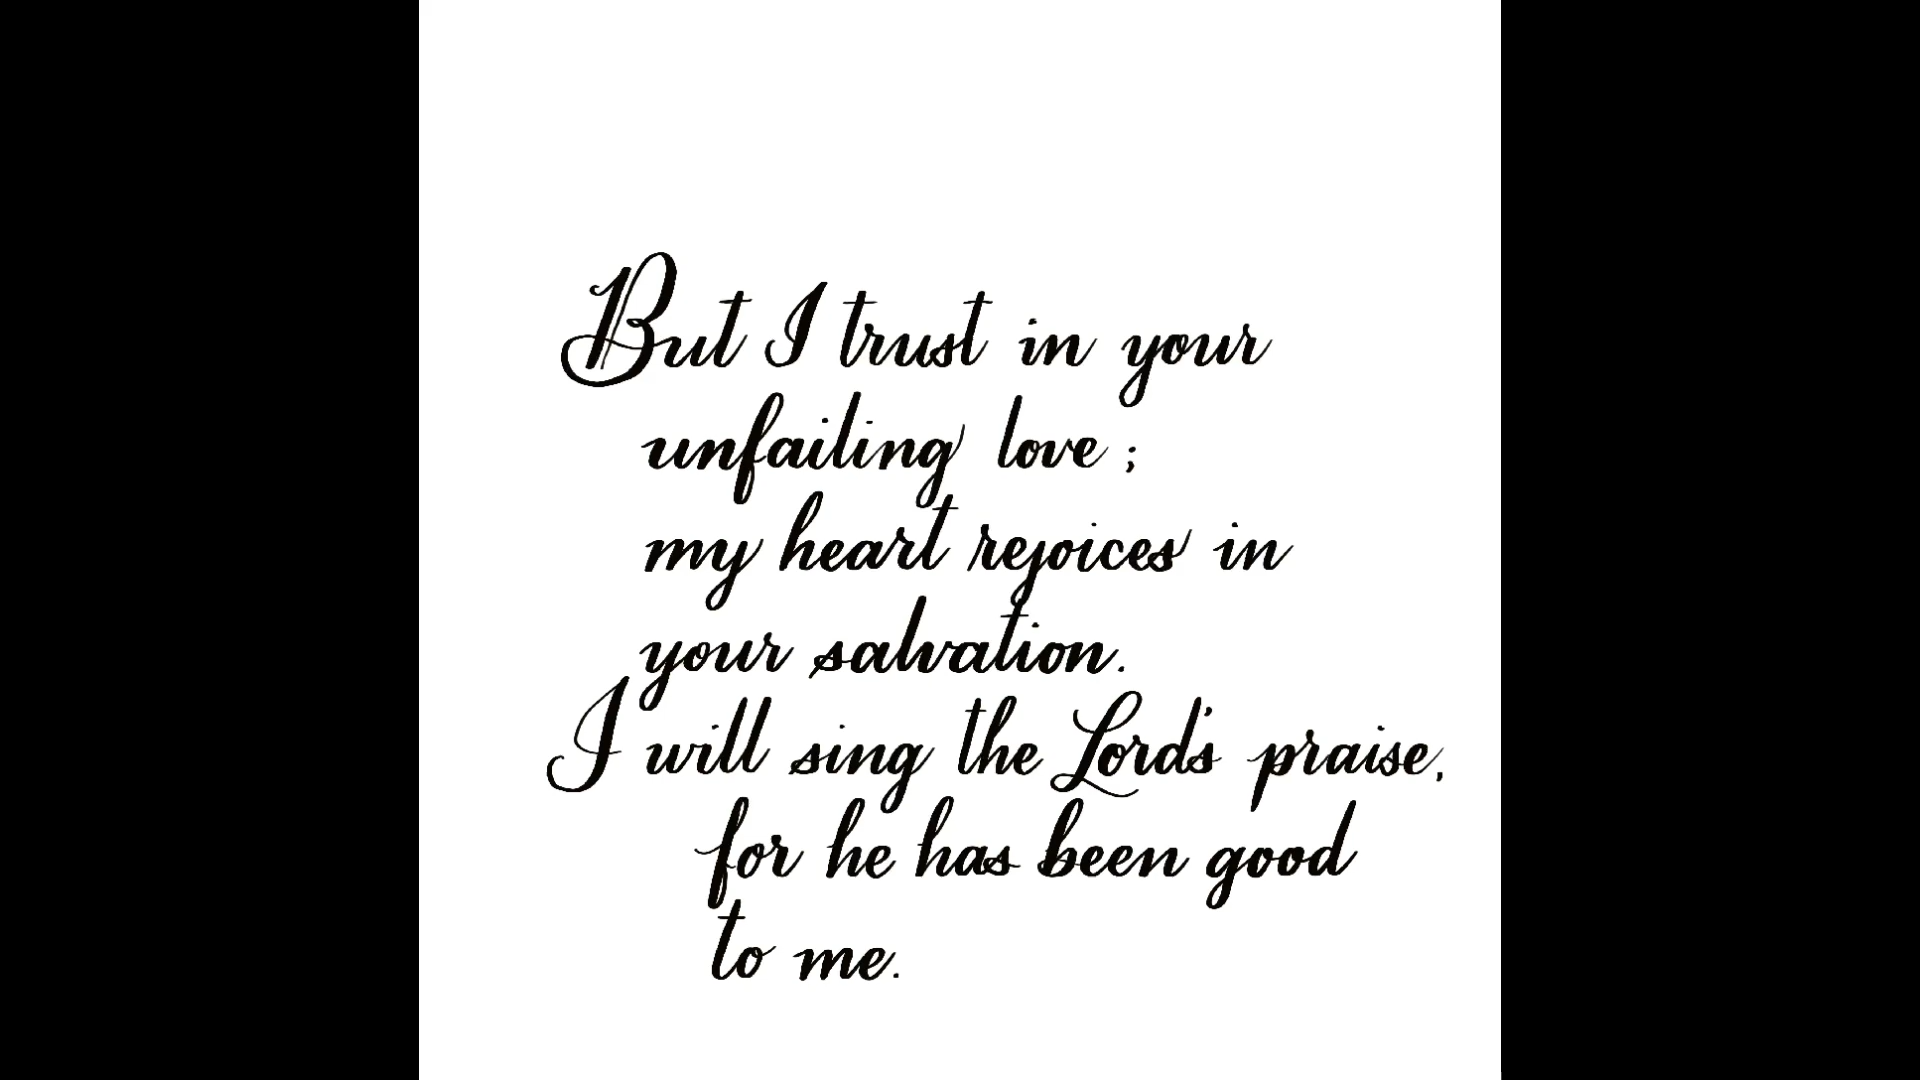 But I trust in your
unfailing love;
my heart rejoices in
your salvation.
I will sing the Lord's praise,
for he has been good
to me.